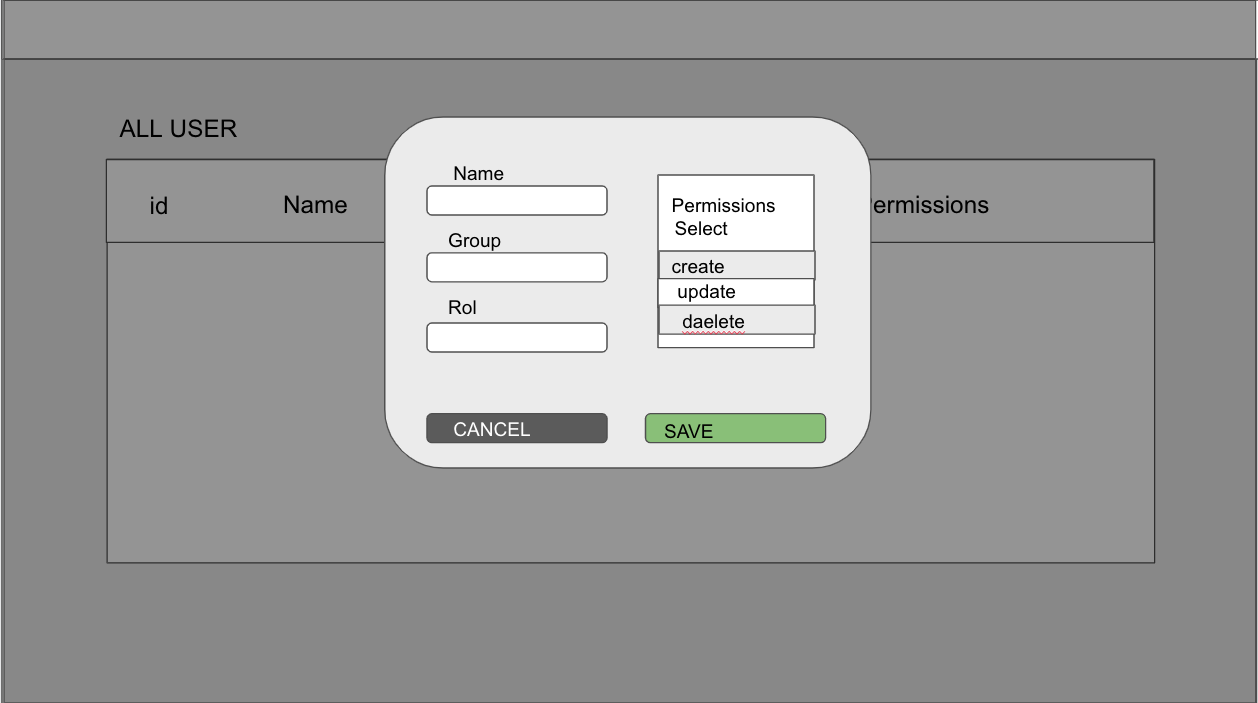 ALL USER
id
Name
ermissions
Name
Group
Rol
Permissions
Select
create
update
daelete
CANCEL
SAVE